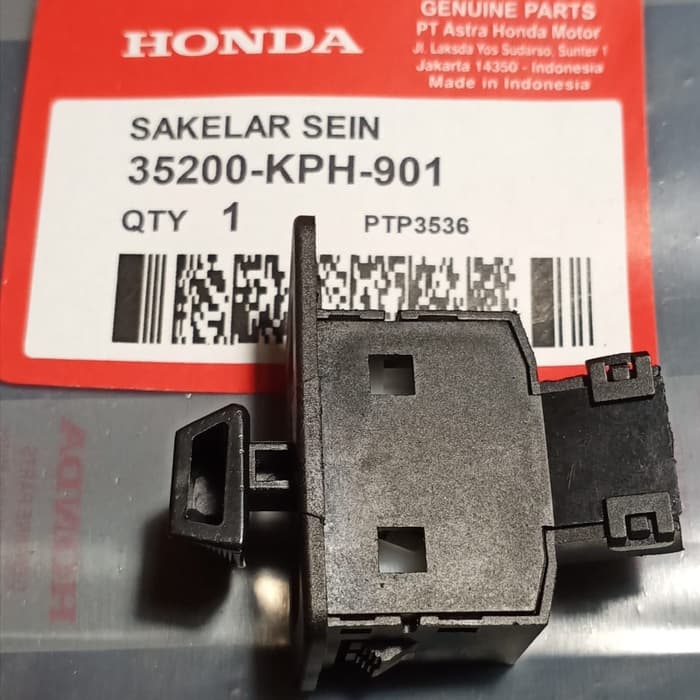 HONDA
GENUINE PARTS
PT Astra Honda Motor
Jl. Laksda Yos Sudarso, Sunter 1
Jakarta 14350 - Indonesia
Made in Indonesia
SAKELAR SEIN
35200-KPH-901
QTY 1 PTP3536
HONDA